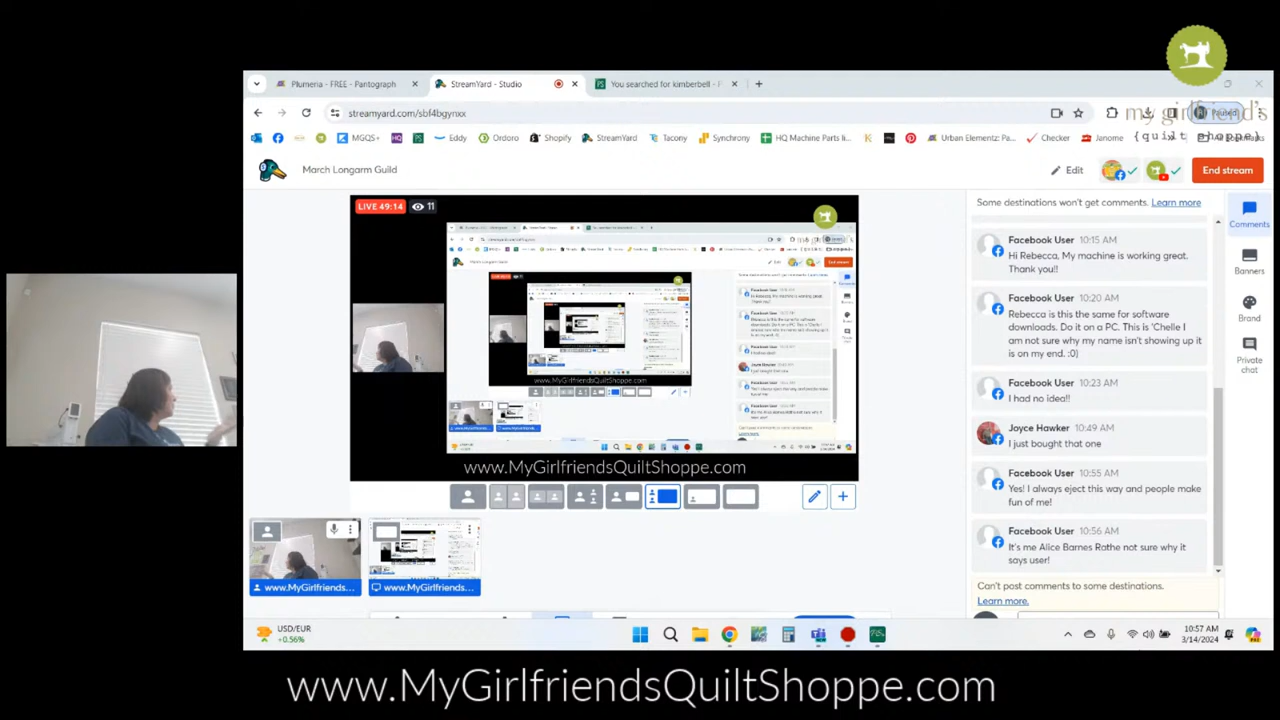 Plumeria - FREE - Pantograph
StreamYard - Studio
You searched for kimberbell - P
streamyard.com/sbf4bgynxx
Paused
my girlfriend's
{quilt shoppe}
MGQS+
Eddy
Ordoro
Shopify
StreamYard
Tacony
Synchrony
HQ Machine Parts li...
Urban Elementz: Pa...
Checker
Janome
March Longarm Guild
Edit
End stream
LIVE 49:14
11
www.MyGirlfriendsQuiltShoppe.com
www.MyGirlfriends...
www.MyGirlfriends...
Some destinations won't get comments. Learn more
Facebook User 10:15 AM
Hi Rebecca, My machine is working great.
Thank you!!
Facebook User 10:20 AM
Rebecca is this the same for software
downloads. Do it on a PC. This is 'Chelle I
am not sure why my name isn't showing up it
is on my end. :0)
Facebook User 10:23 AM
I had no idea!!
Joyce Hawker 10:49 AM
I just bought that one
Facebook User 10:55 AM
Yes! I always eject this way and people make
fun of me!
Facebook User 10:56 AM
It's me Alice Barnes Rathe not sure why it
says user!
Can't post comments to some destinations.
Learn more.
Comments
Banners
Brand
Private
chat
USD/EUR
+0.56%
10:57 AM
3/14/2024
www.MyGirlfriendsQuiltShoppe.com